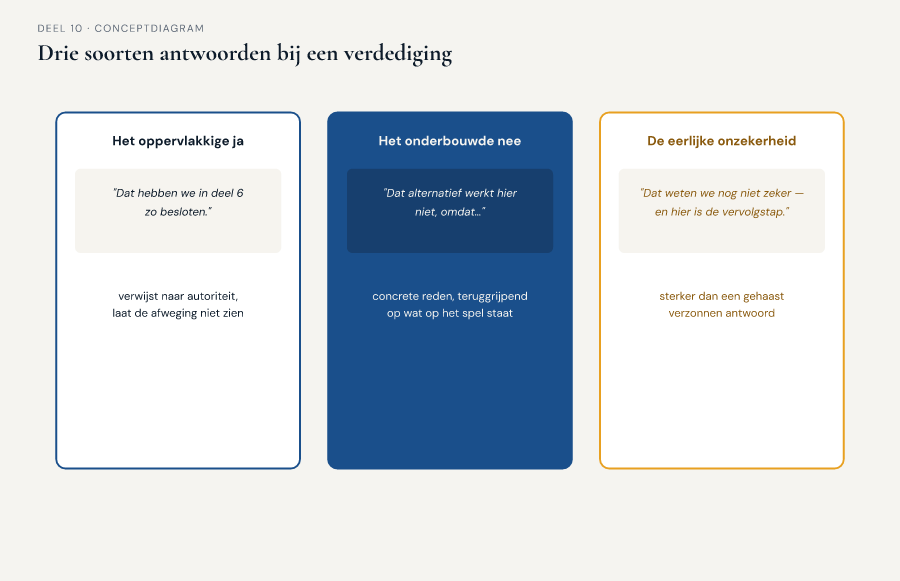 DEEL 10 · CONCEPTDIAGRAM
Drie soorten antwoorden bij een verdediging
Het oppervlakkige ja
"Dat hebben we in deel 6
zo besloten."
verwijst naar autoriteit,
laat de afweging niet zien
Het onderbouwde nee
"Dat alternatief werkt hier
niet, omdat…"
concrete reden, teruggrijpend
op wat op het spel staat
De eerlijke onzekerheid
"Dat weten we nog niet zeker —
en hier is de vervolgstap."
sterker dan een gehaast
verzonnen antwoord